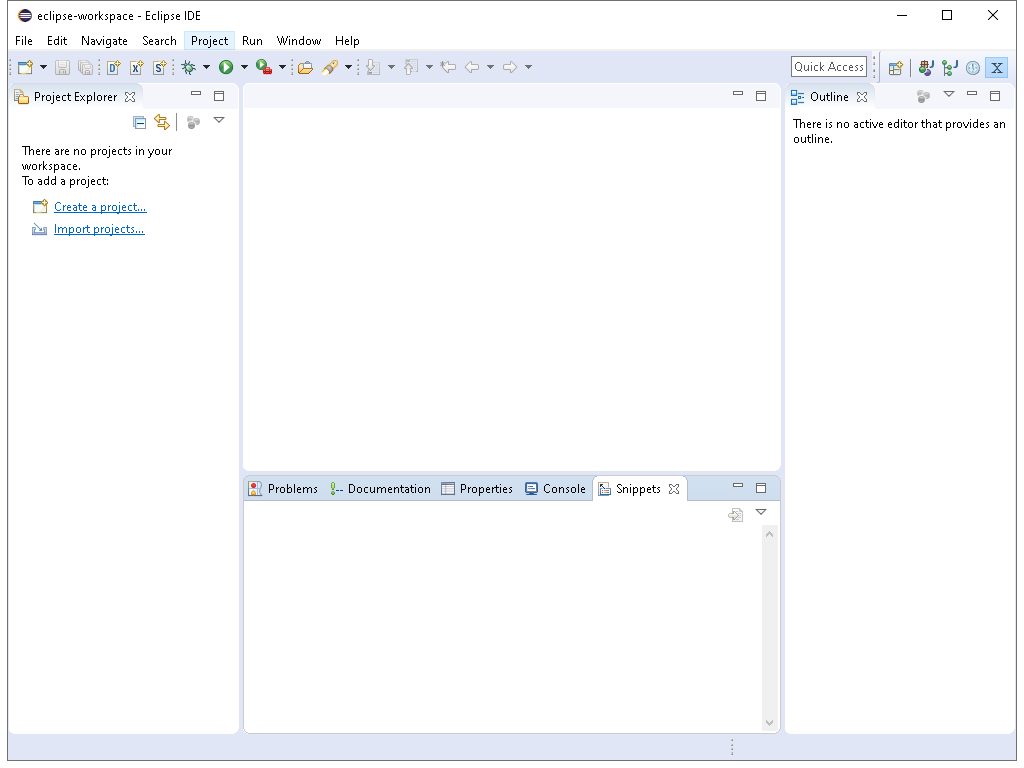 eclipse-workspace - Eclipse IDE
File Edit Navigate Search Project Run Window Help
Quick Access
Project Explorer
There are no projects in your
workspace.
To add a project:
Create a project...
Import projects...
Outline
There is no active editor that provides an
outline.
Problems Documentation Properties Console Snippets